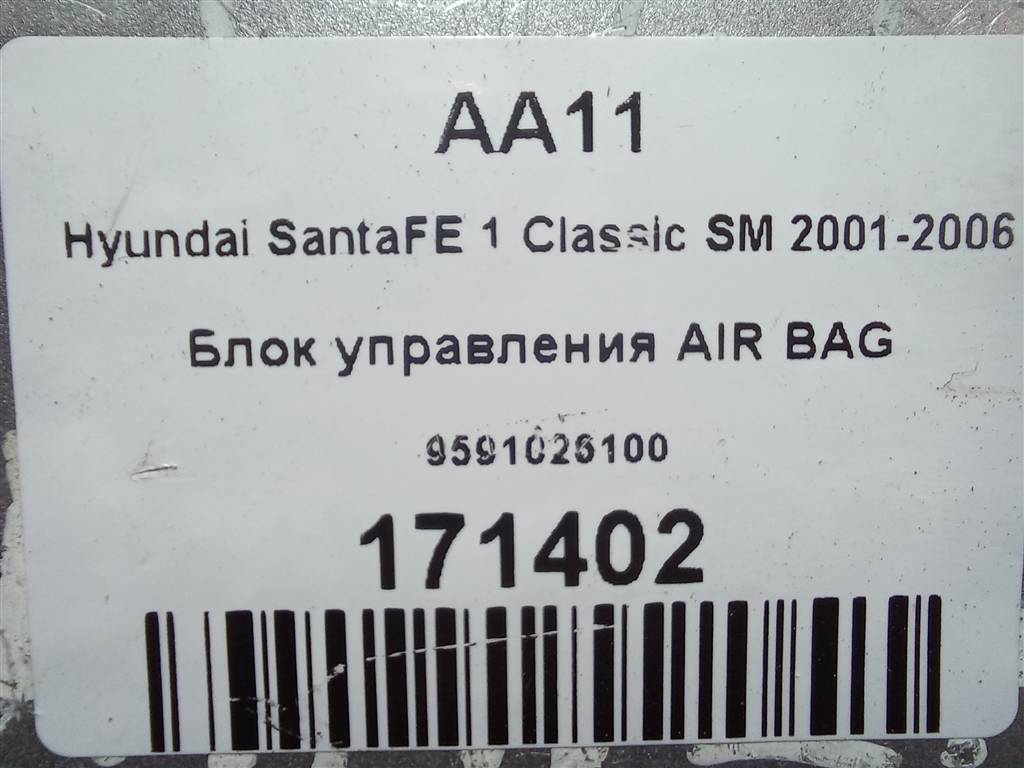 AA11
Hyundai SantaFE 1 Classic SM 2001-2006
Блок управления AIR BAG
9591026100
171402